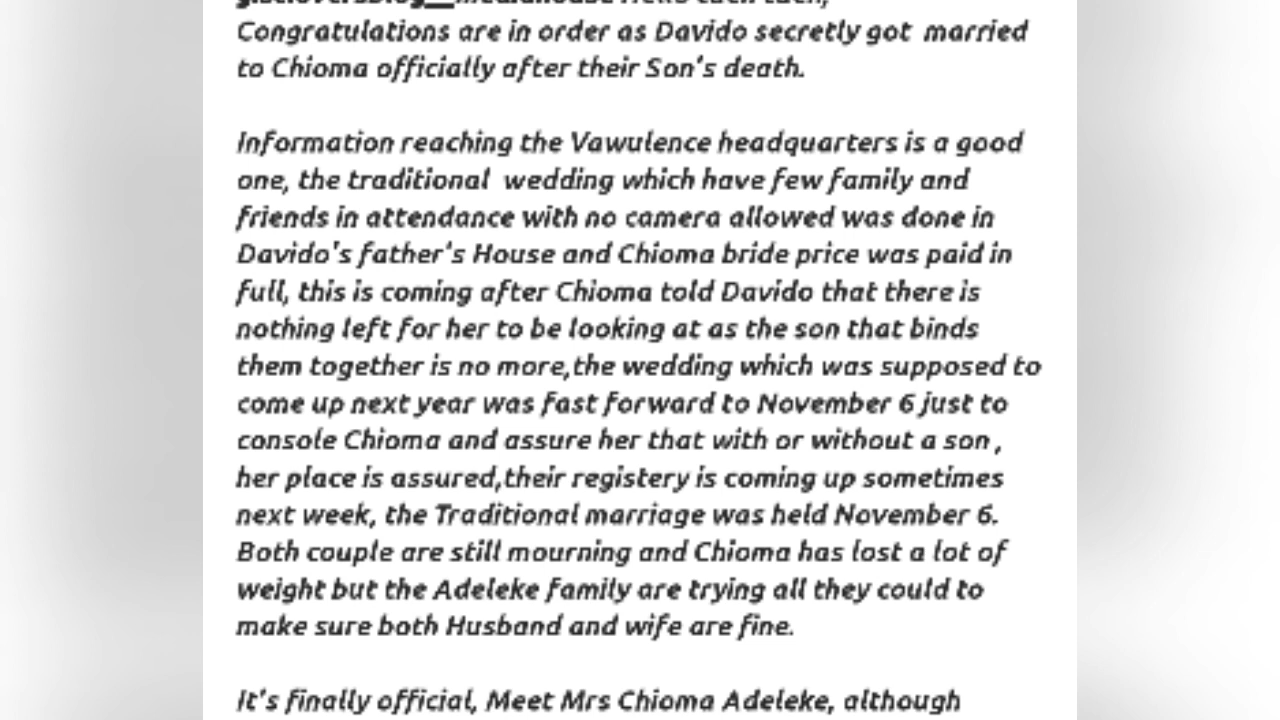 Congratulations are in order as Davido secretly got married
to Chioma officially after their Son's death.
Information reaching the Vawulence headquarters is a good
one, the traditional wedding which have few family and
friends in attendance with no camera allowed was done in
Davido's father's House and Chioma bride price was paid in
full, this is coming after Chioma told Davido that there is
nothing left for her to be looking at as the son that binds
them together is no more,the wedding which was supposed to
come up next year was fast forward to November 6 just to
console Chioma and assure her that with or without a son ,
her place is assured,their registery is coming up sometimes
next week, the Traditional marriage was held November 6.
Both couple are still mourning and Chioma has lost a lot of
weight but the Adeleke family are trying all they could to
make sure both Husband and wife are fine.
It's finally official, Meet Mrs Chioma Adeleke, although